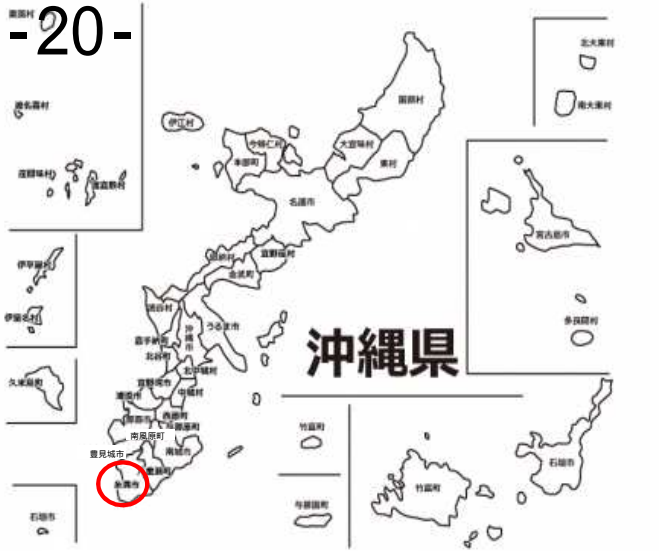 -20-
粟国村
北大東村
南大東村
渡名喜村
座間味村
渡嘉敷村
国頭村
伊江村
今帰仁村
本部町
大宜味村
東村
名護市
宮古島市
多良間村
恩納村
宜野座村
金武町
伊平屋村
伊是名村
読谷村
うるま市
沖縄市
嘉手納町
北谷町
沖縄県
北中城村
宜野湾市
中城村
久米島町
浦添市
西原町
那覇市
与那原町
南風原町
豊見城市
南城市
八重瀬町
糸満市
竹富町
石垣市
竹富町
与那国町
石垣市